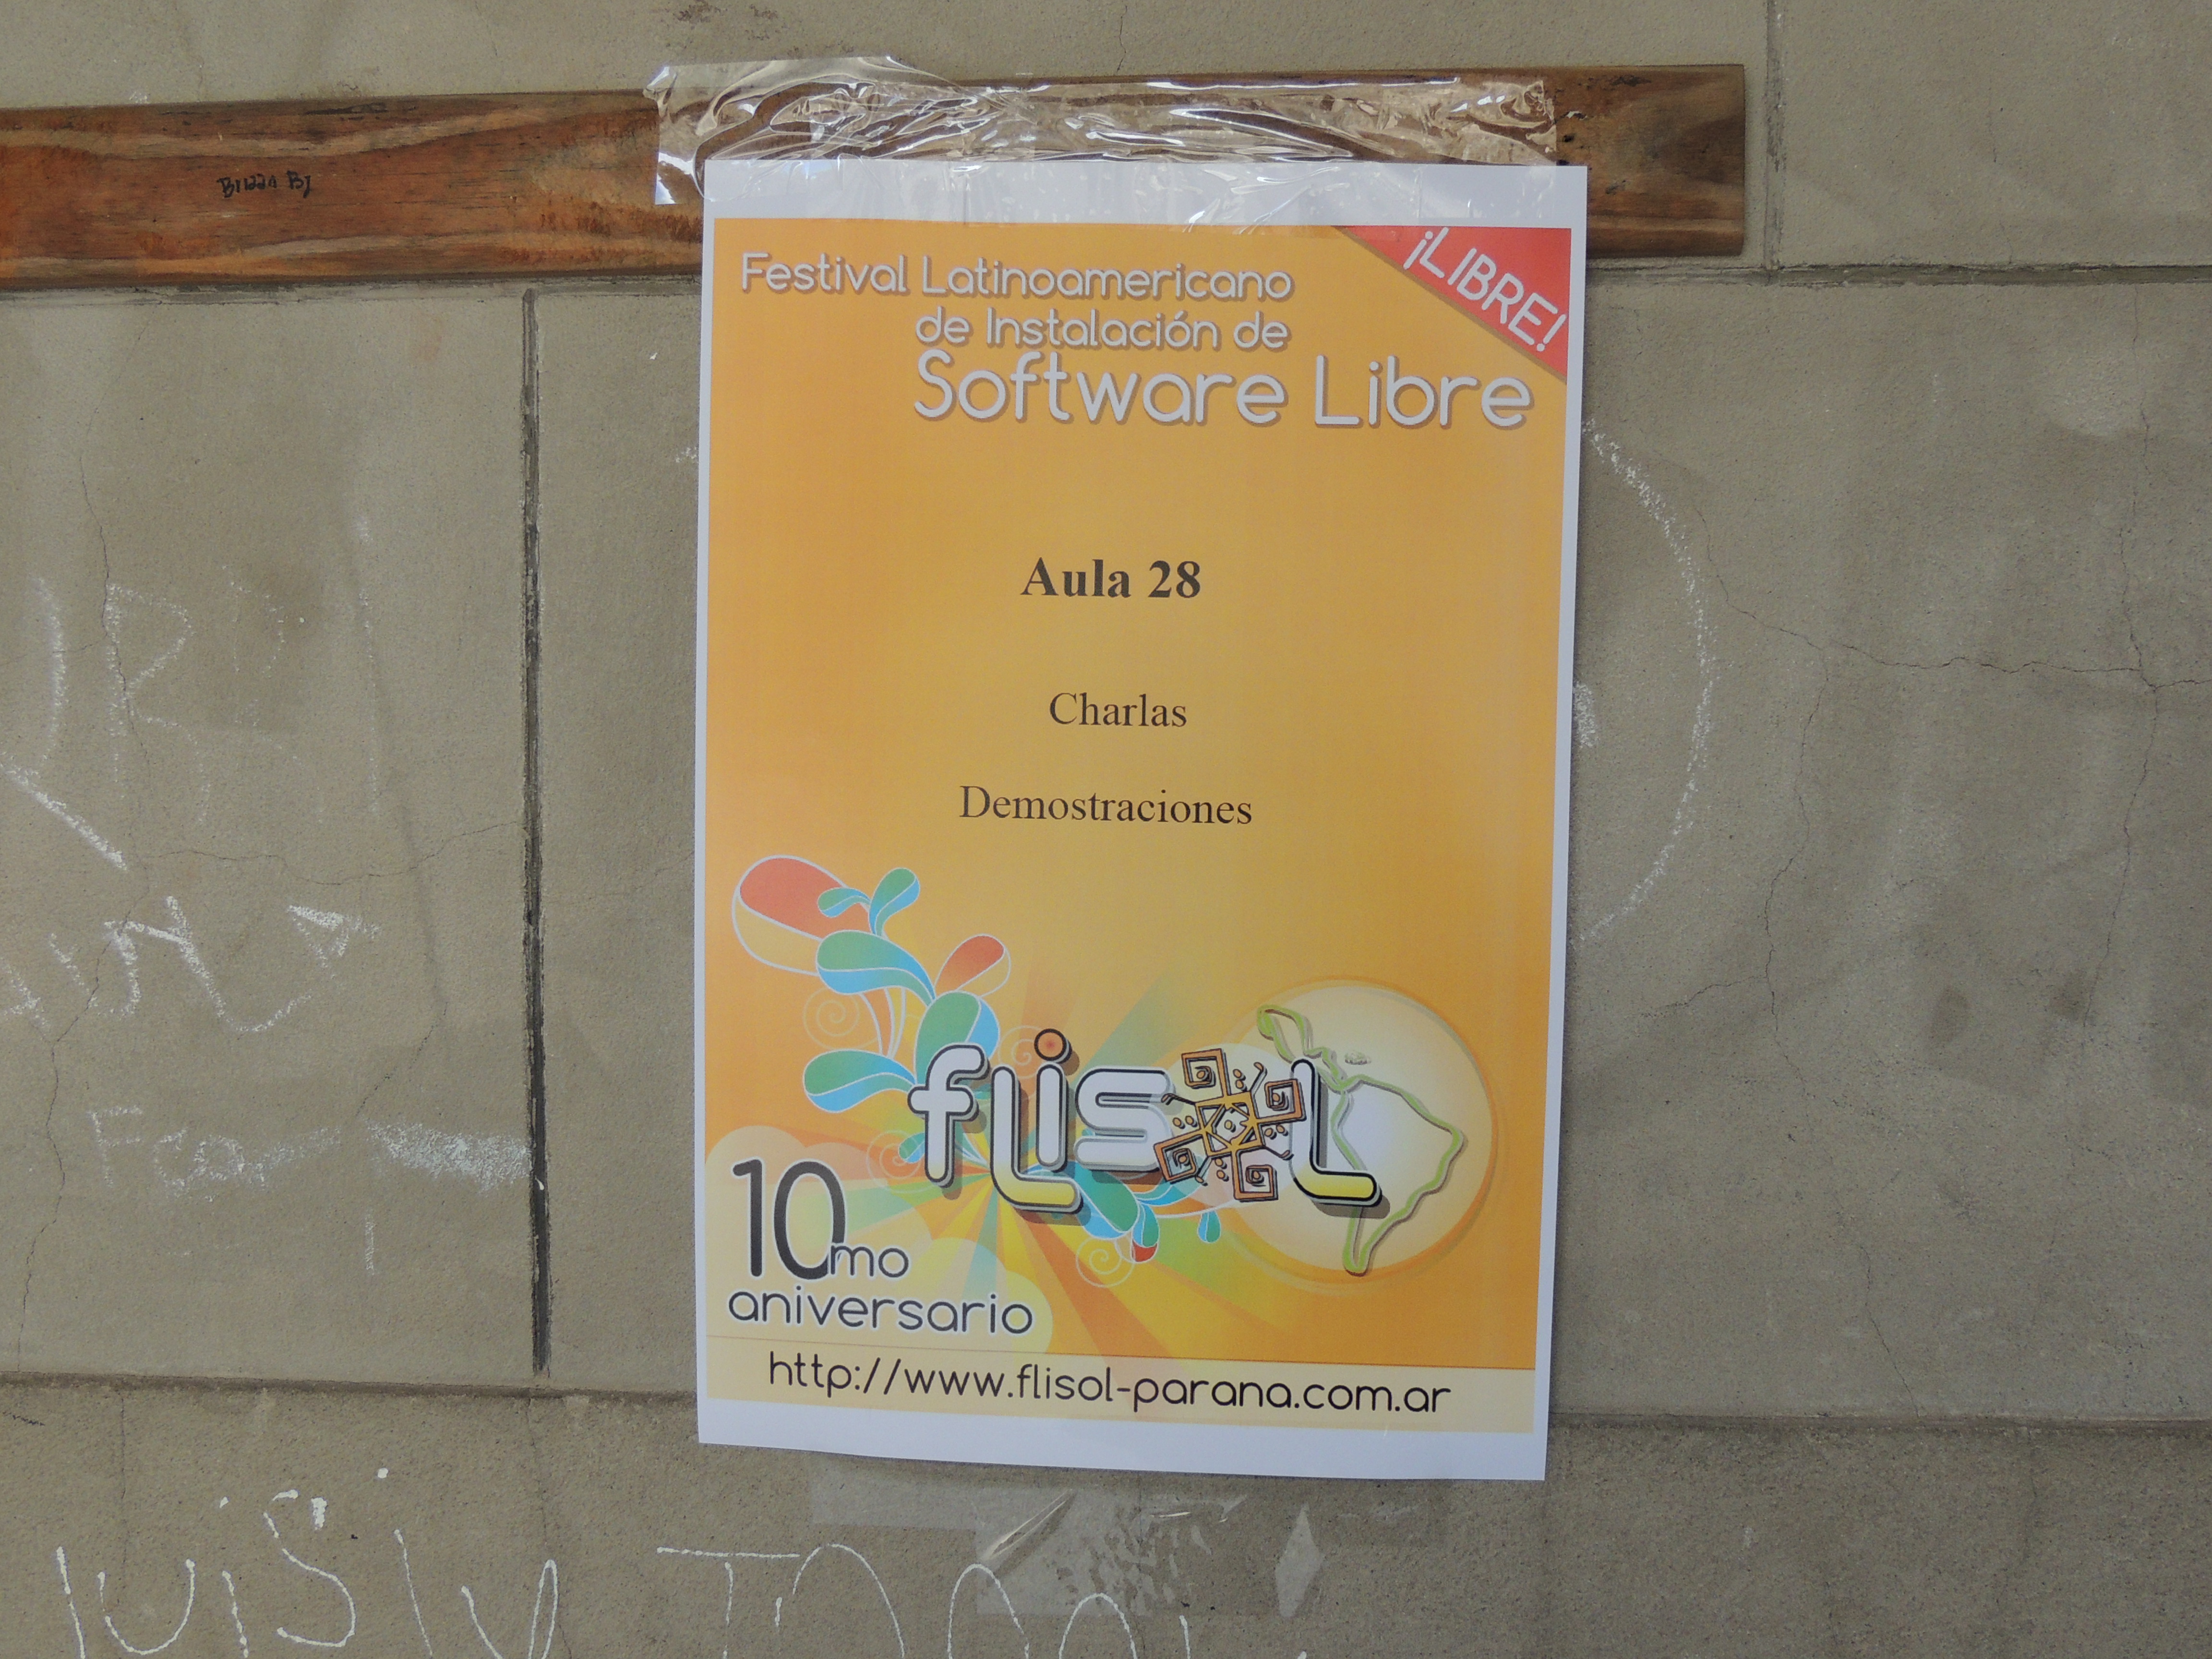 Festival Latinoamericano
de Instalación de
Software Libre
¡LIBRE!
Aula 28
Charlas
Demostraciones
flisol
10mo
aniversario
http://www.flisol-parana.com.ar